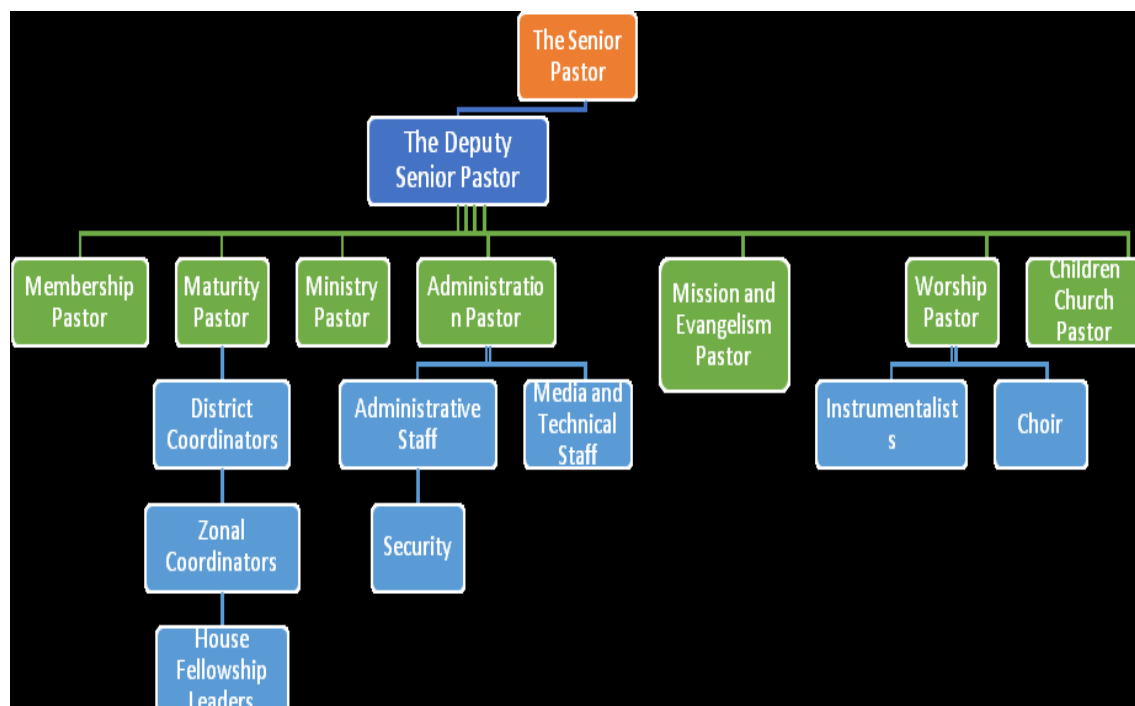 The Senior
Pastor
The Deputy
Senior Pastor
Membership
Pastor
Maturity
Pastor
Ministry
Pastor
Administratio
n Pastor
Mission and
Evangelism
Pastor
Worship
Pastor
Children
Church
Pastor
District
Coordinators
Administrative
Staff
Media and
Technical
Staff
Instrumentalist
s
Choir
Zonal
Coordinators
Security
House
Fellowship
Leaders